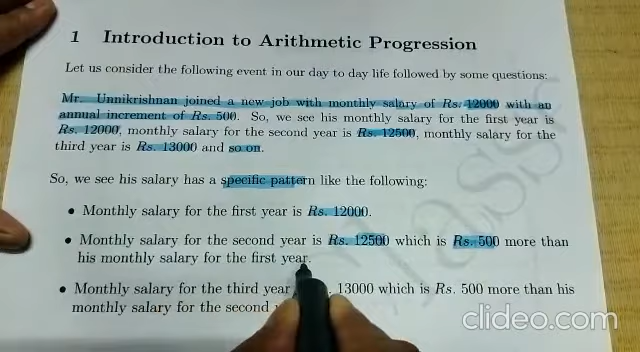 1 Introduction to Arithmetic Progression
Let us consider the following event in our day to day life followed by some questions:
Mr. Unnikrishnan joined a new job with monthly salary of Rs. 12000 with an
annual increment of Rs. 500. So, we see his monthly salary for the first year is
Rs. 12000, monthly salary for the second year is Rs. 12500, monthly salary for the
third year is Rs. 13000 and so on.
So, we see his salary has a specific pattern like the following:
• Monthly salary for the first year is Rs. 12000.
• Monthly salary for the second year is Rs. 12500 which is Rs. 500 more than
his monthly salary for the first year.
• Monthly salary for the third year 13000 which is Rs. 500 more than his
monthly salary for the second
clideo.com